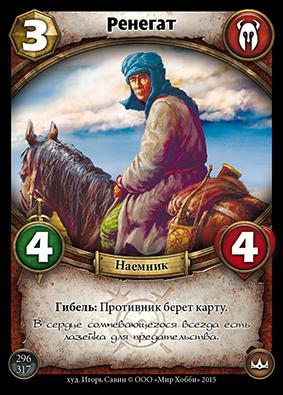 3
Ренегат
4
4
Наемник
Гибель: Противник берет карту.
В сердце сомневающегося всегда есть
лазейка для предательства.
296
317
худ. Игорь Савин © ООО «Мир Хобби» 2015